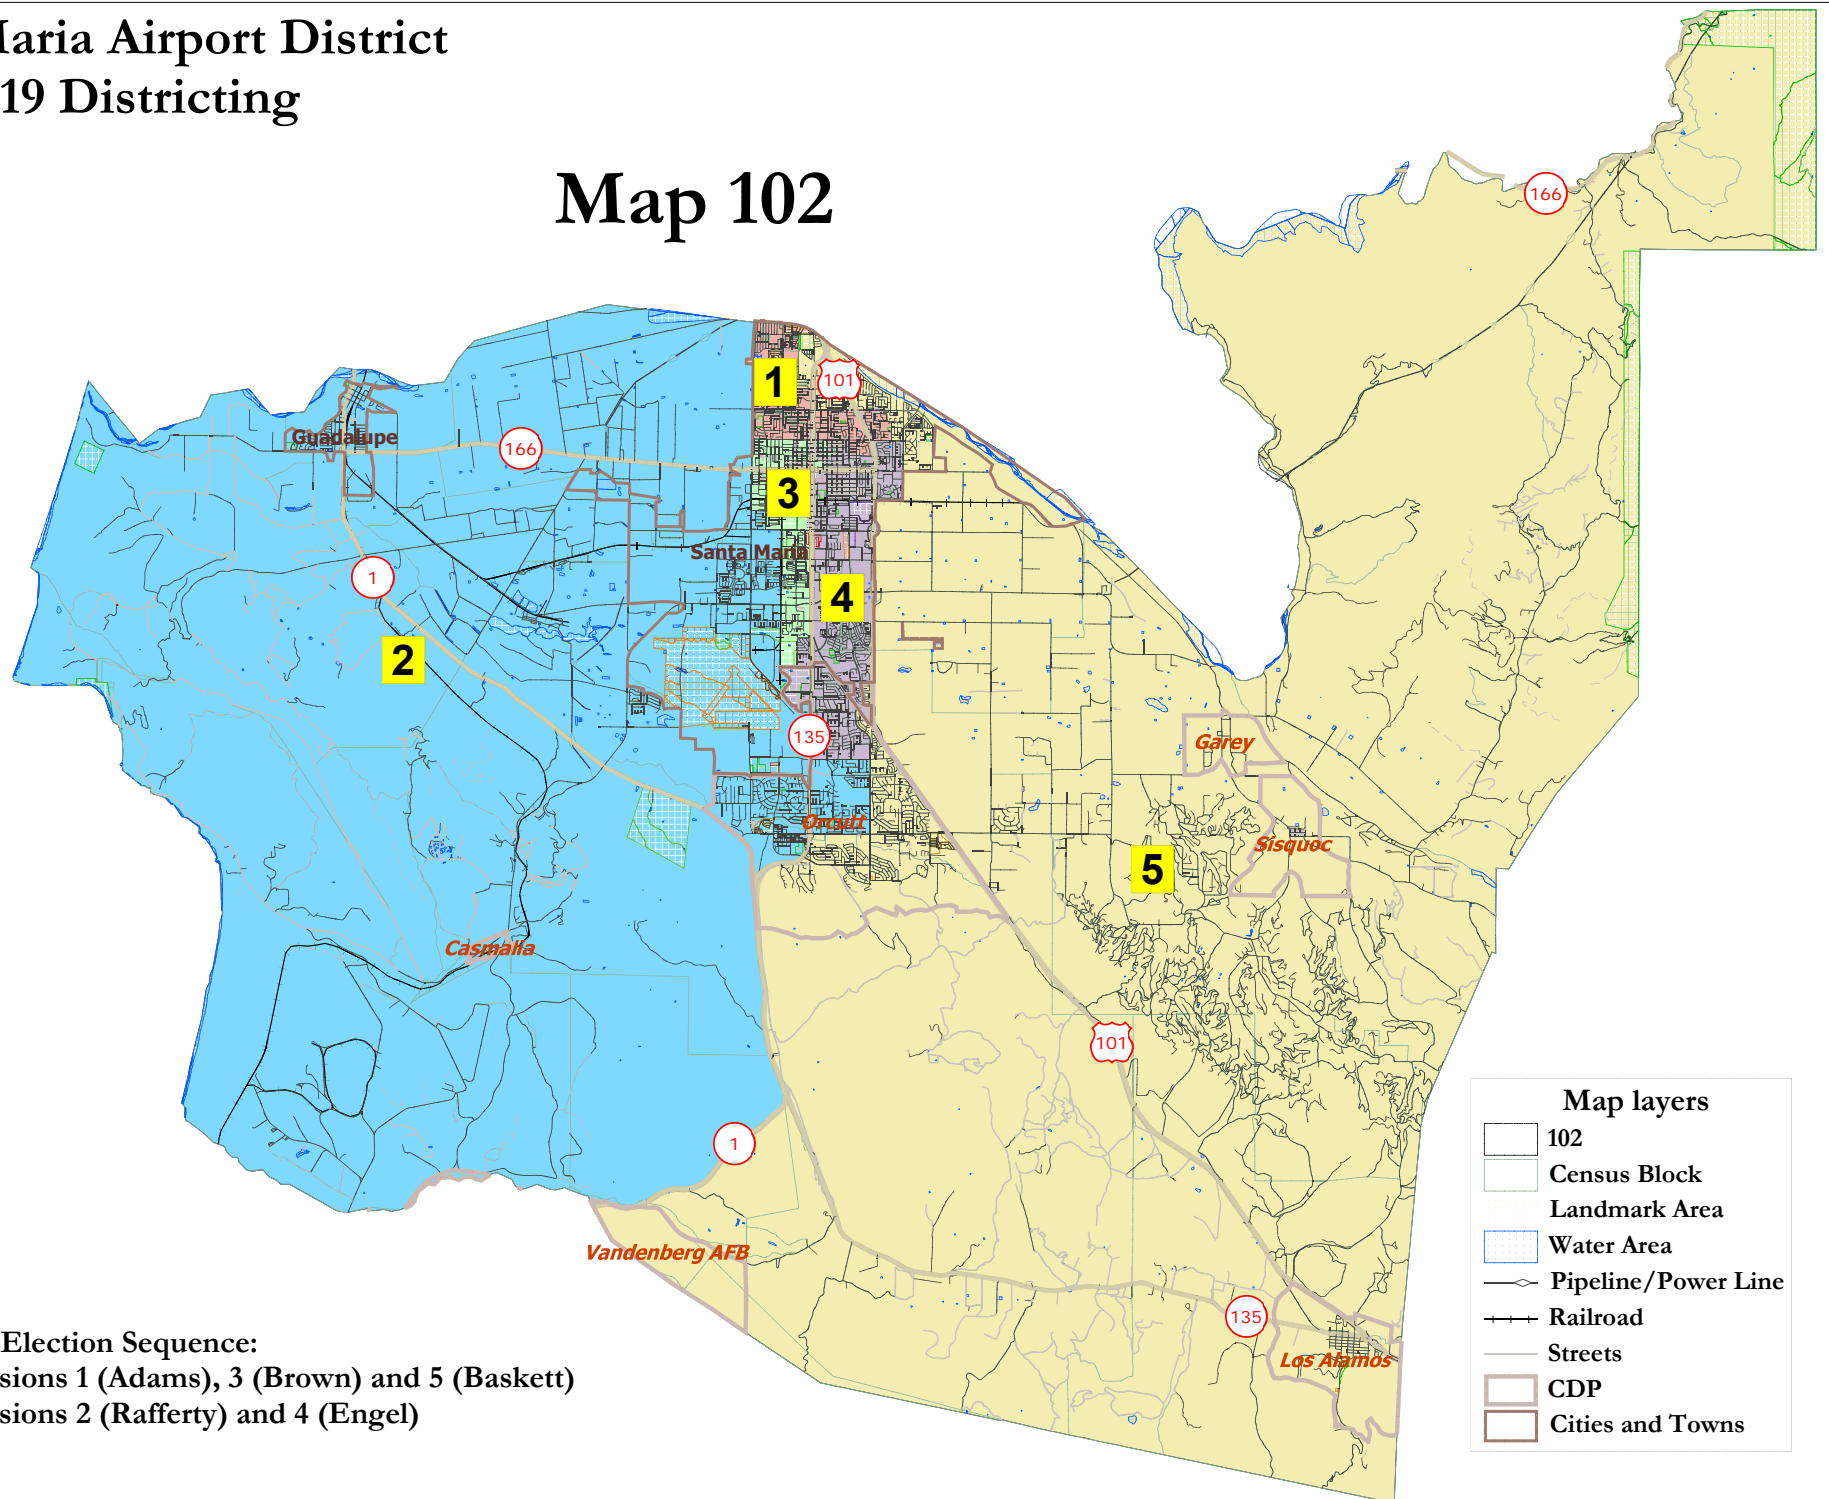 Maria Airport District
19 Districting
Map 102
166
1
101
Guadalupe
166
3
Santa Maria
1
4
2
135
Garey
Orcutt
Sisquoc
5
Casmalia
101
1
Vandenberg AFB
135
Los Alamos
Map layers
102
Census Block
Landmark Area
Water Area
Pipeline/Power Line
Railroad
Streets
CDP
Cities and Towns
Election Sequence:
sions 1 (Adams), 3 (Brown) and 5 (Baskett)
sions 2 (Rafferty) and 4 (Engel)